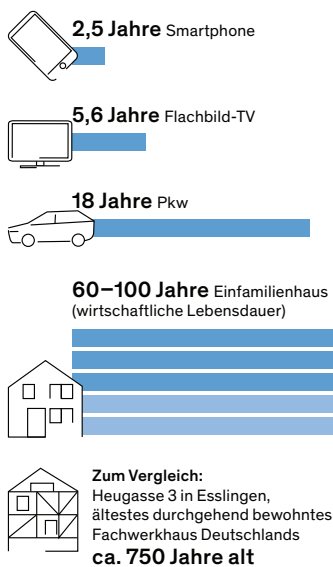 2,5 Jahre Smartphone
5,6 Jahre Flachbild-TV
18 Jahre Pkw
60–100 Jahre Einfamilienhaus
(wirtschaftliche Lebensdauer)
Zum Vergleich:
Heugasse 3 in Esslingen,
ältestes durchgehend bewohntes
Fachwerkhaus Deutschlands
ca. 750 Jahre alt